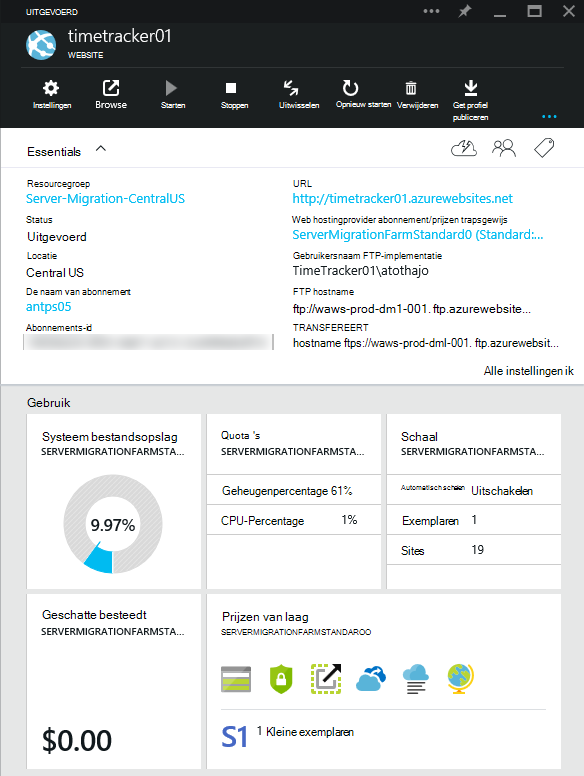 UITGEVOERD
timetracker01
WEBSITE
Instellingen
Browse
Starten
Stoppen
Uitwisselen
Opnieuw starten
Verwijderen
Get profiel
publiceren
Essentials
Resourcegroep
Server-Migration-CentralUS
Status
Uitgevoerd
Locatie
Central US
De naam van abonnement
antps05
Abonnements-id
URL
http://timetracker01.azurewebsites.net
Web hostingprovider abonnement/prijzen trapsgewijs
ServerMigrationFarmStandard0 (Standard:...
Gebruikersnaam FTP-implementatie
TimeTracker01\atothajo
FTP hostname
ftp://waws-prod-dm1-001. ftp.azurewebsite...
TRANSFEREERT
hostname ftps://waws-prod-dml-001. ftp.azurewebsit...
Alle instellingen ik
Gebruik
Systeem bestandsopslag
SERVERMIGRATIONFARMSTA...
9.97%
Quota 's
SERVERMIGRATIONFARMSTA...
Geheugenpercentage 61%
CPU-Percentage 1%
Schaal
SERVERMIGRATIONFARMSTA...
Automatisch Uitschakelen
Exemplaren 1
Sites 19
Geschatte besteedt
SERVERMIGRATIONFARMSTA...
$0.00
Prijzen van laag
SERVERMIGRATIONFARMSTANDAROO
S1 1 Kleine exemplaren